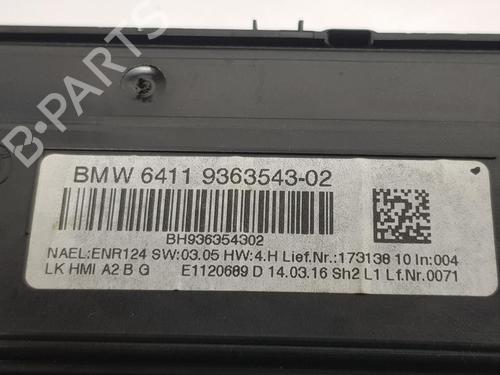 BMW 6411 9363543-02
BH936354302
NAEL:ENR124 SW:03.05 HW:4.H Lief.Nr.:173138 10 In:004
LK HMI A2 B G E1120689 D 14.03.16 Sh2 L1 Lf.Nr.0071
B-PARTS